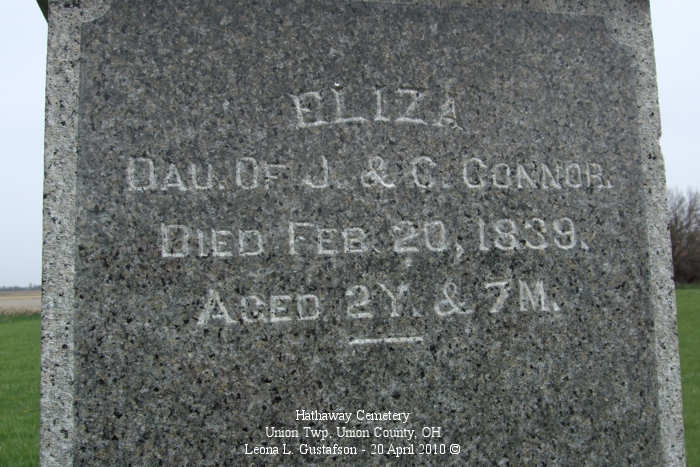 ELIZA
DAU. OF J. & C. CONNOR.
DIED FEB. 20, 1839.
AGED 2Y. & 7M.
Hathaway Cemetery
Union Twp, Union County, OH
Leona L. Gustafson - 20 April 2010 ©